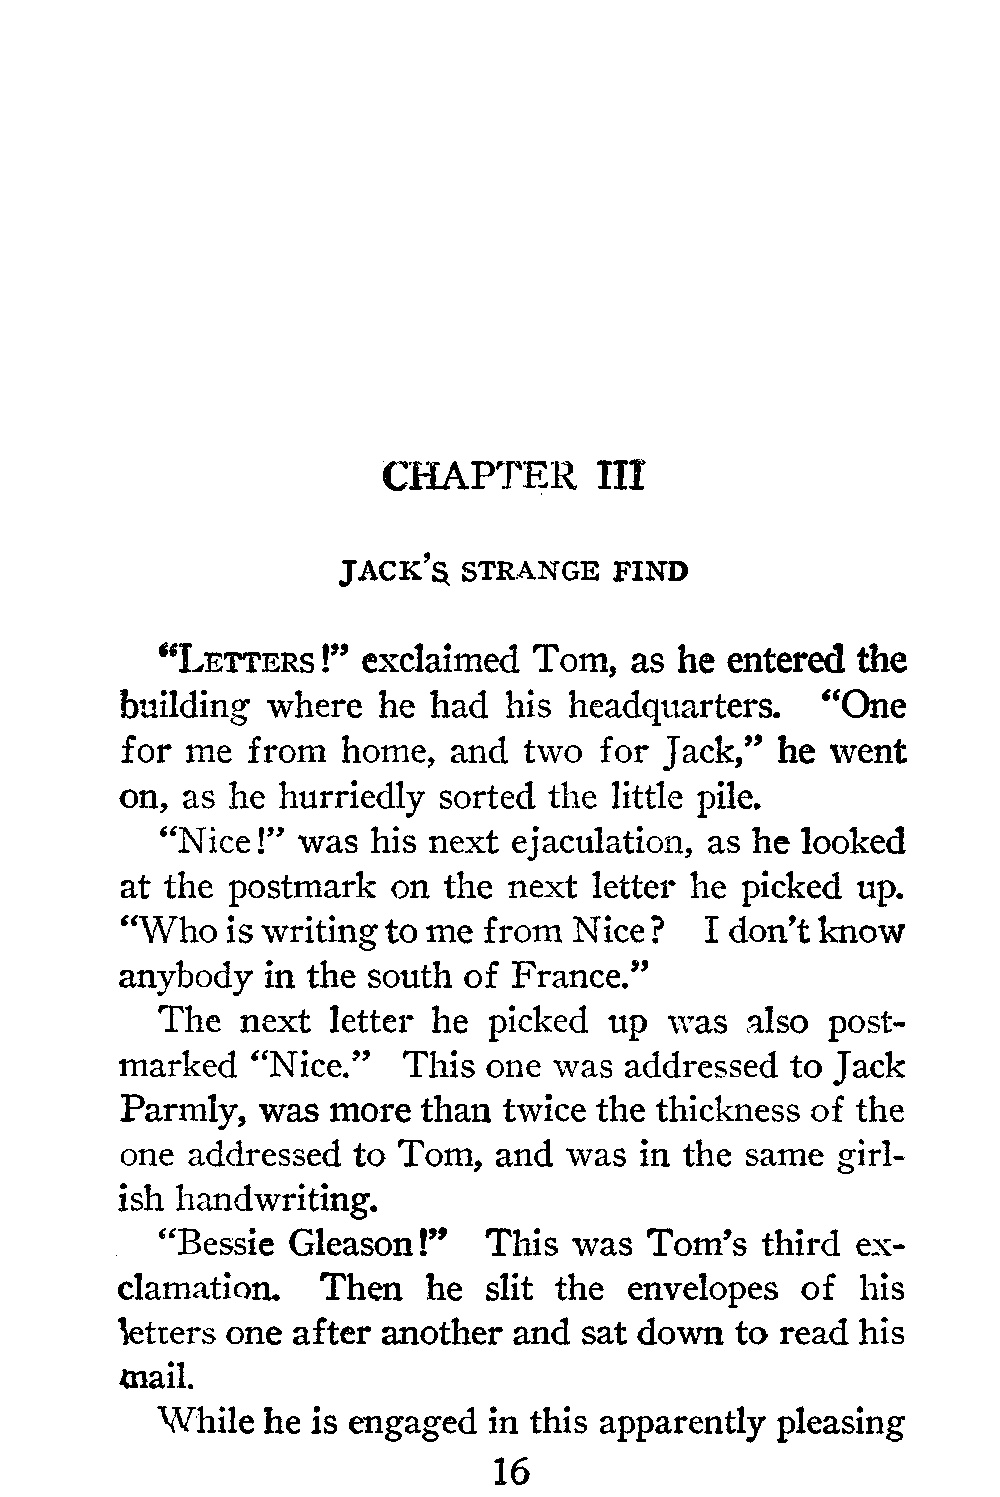 CHAPTER III
JACK'S STRANGE FIND
“LETTERS!” exclaimed Tom, as he entered the
building where he had his headquarters. “One
for me from home, and two for Jack,” he went
on, as he hurriedly sorted the little pile.
“Nice!” was his next ejaculation, as he looked
at the postmark on the next letter he picked up.
“Who is writing to me from Nice? I don't know
anybody in the south of France.”
The next letter he picked up was also post-
marked “Nice.” This one was addressed to Jack
Parmly, was more than twice the thickness of the
one addressed to Tom, and was in the same girl-
ish handwriting.
“Bessie Gleason!” This was Tom's third ex-
clamation. Then he slit the envelopes of his
letters one after another and sat down to read his
mail.
While he is engaged in this apparently pleasing
16